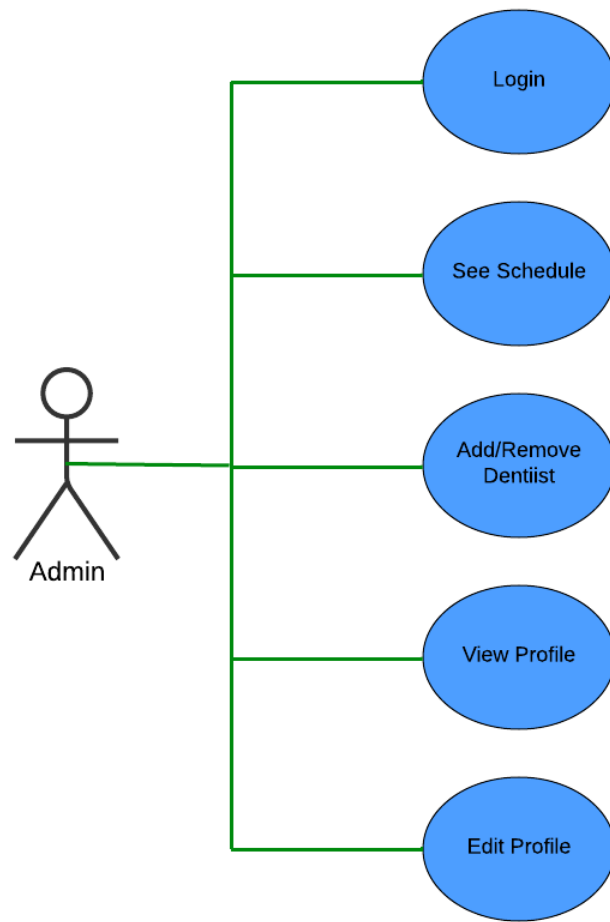 Login
See Schedule
Add/Remove
Dentiist
Admin
View Profile
Edit Profile